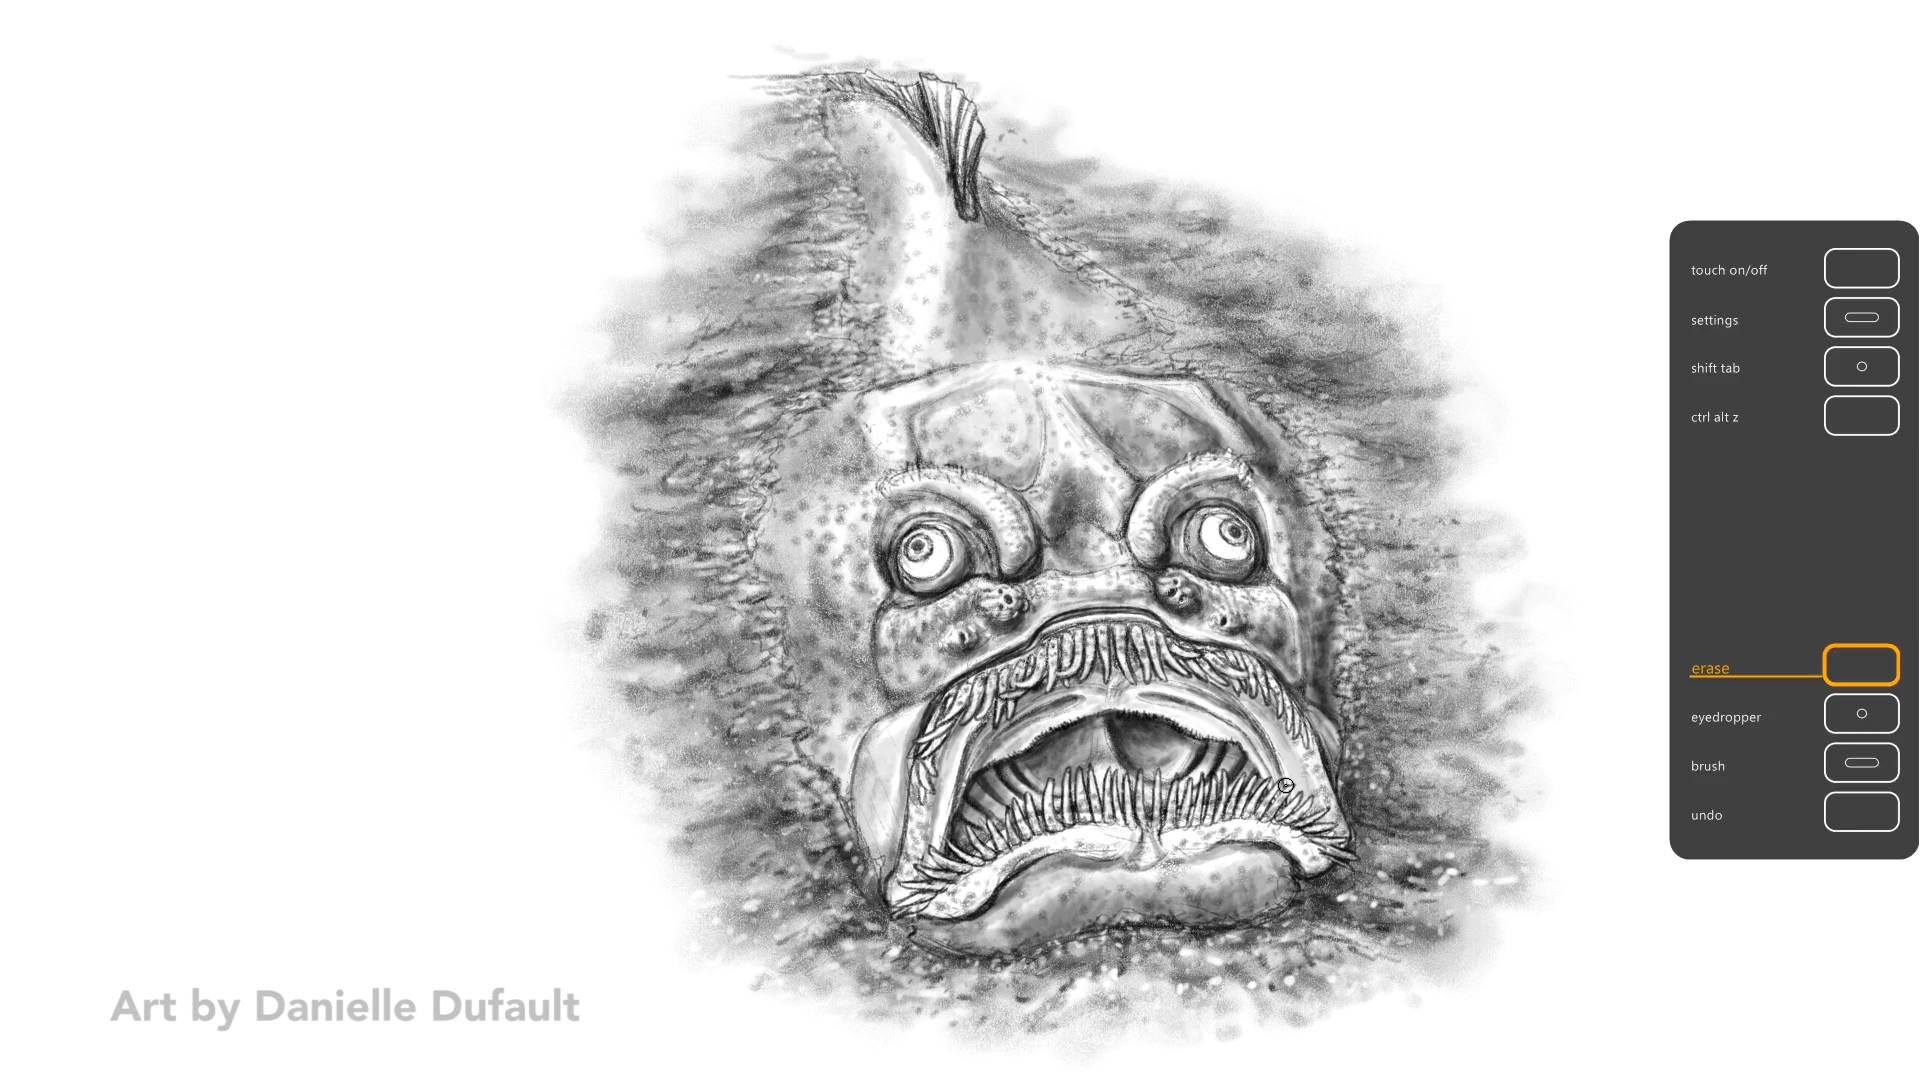 touch on/off
settings
shift tab
ctrl alt z
erase
eyedropper
brush
undo
Art by Danielle Dufault